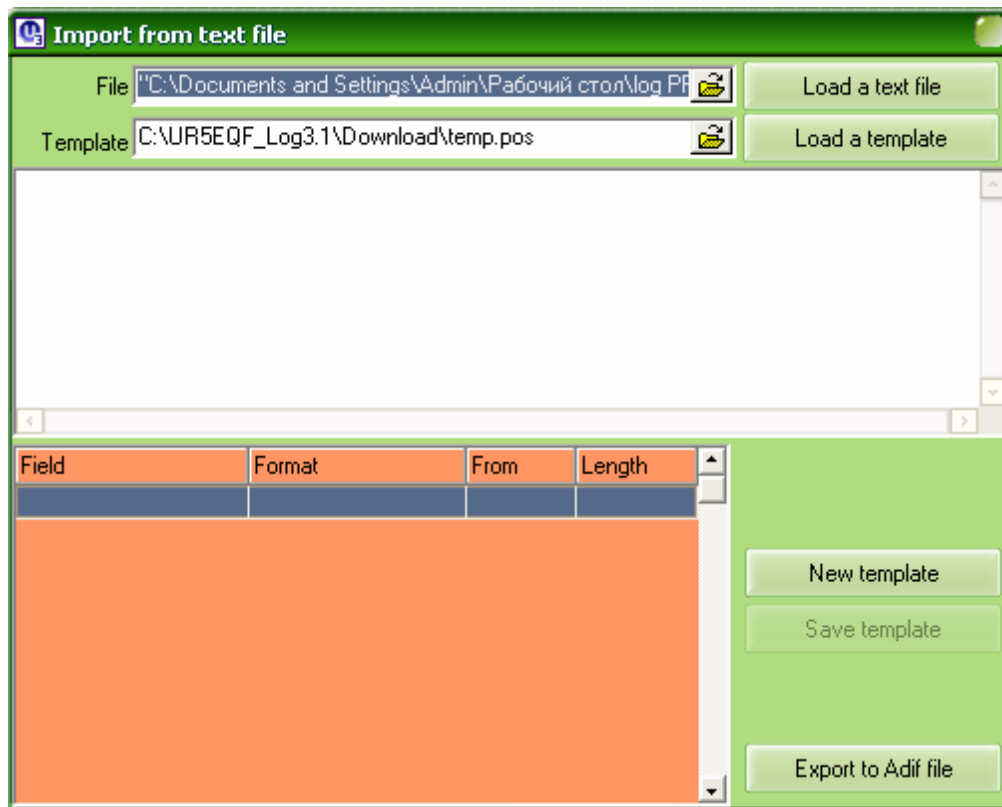 Import from text file
File "C:\Documents and Settings\Admin\Рабочий стол\log Load a text file
Template C:\UR5EQF_Log3.1\Download\temp.pos Load a template
Field Format From Length
New template
Save template
Export to Adif file